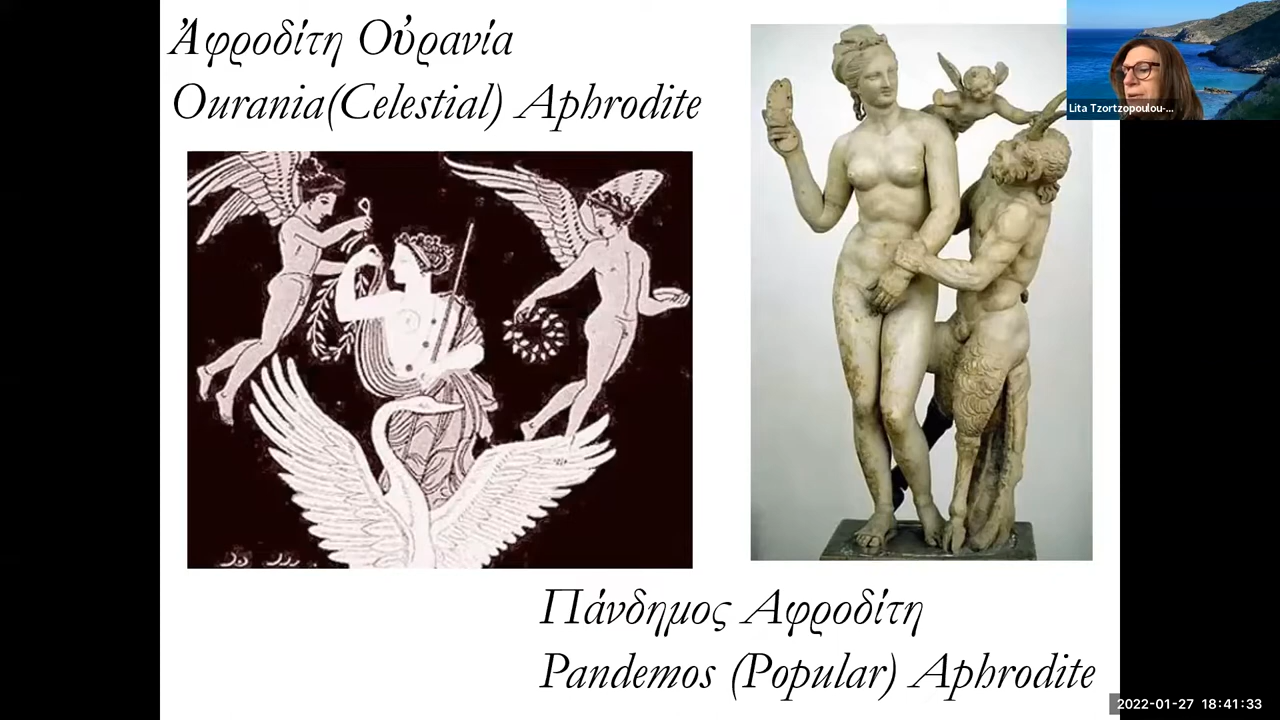 Ἀφροδίτη Οὐρανία
Ourania(Celestial) Aphrodite
Lita Tzortzopoulou-...
Πάνδημος Αφροδίτη
Pandemos (Popular) Aphrodite
2022-01-27 18:41:33